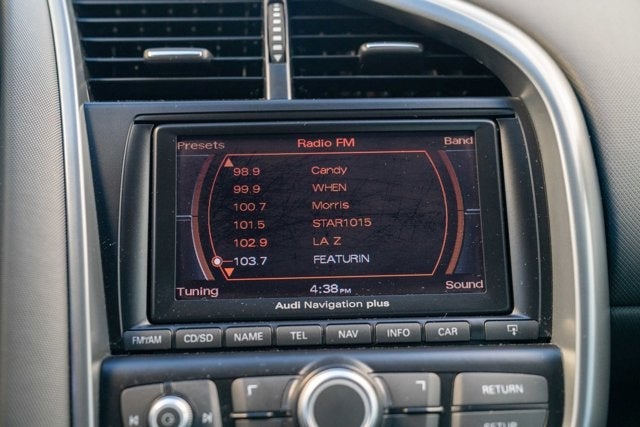 Presets Radio FM Band
98.9 Candy
99.9 WHEN
100.7 Morris
101.5 STAR1015
102.9 LA Z
103.7 FEATURIN
Tuning 4:38 PM Sound
Audi Navigation plus
FM/AM CD/SD NAME TEL NAV INFO CAR
RETURN
SETUP